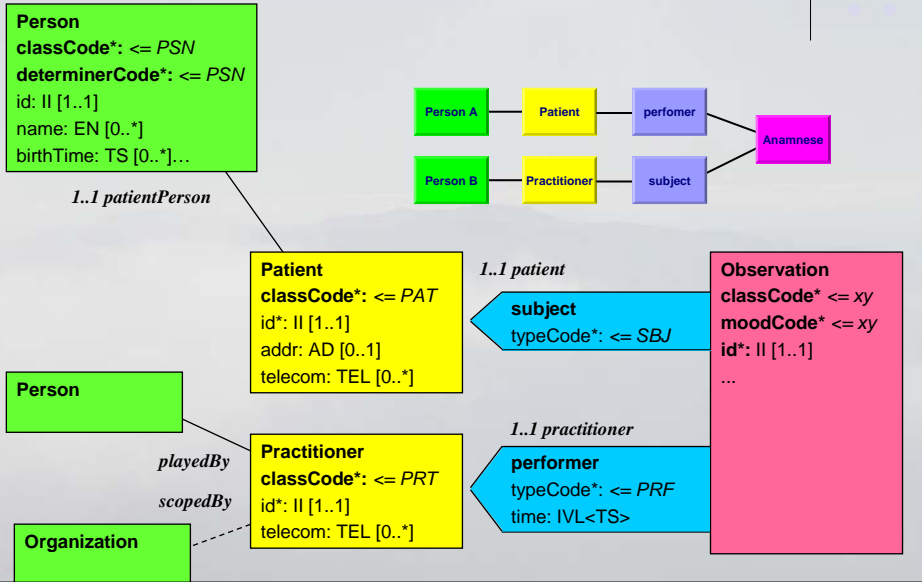 Person
classCode*: <= PSN
determinerCode*: <= PSN
id: II [1..1]
name: EN [0..*]
birthTime: TS [0..*]…
Person A
Patient
perfomer
Anamnese
Person B
Practitioner
subject
1..1 patientPerson
Patient
classCode*: <= PAT
id*: II [1..1]
addr: AD [0..1]
telecom: TEL [0..*]
1..1 patient
subject
typeCode*: <= SBJ
Observation
classCode* <= xy
moodCode* <= xy
id*: II [1..1]
...
Person
playedBy
scopedBy
Organization
Practitioner
classCode*: <= PRT
id*: II [1..1]
telecom: TEL [0..*]
1..1 practitioner
performer
typeCode*: <= PRF
time: IVL<TS>